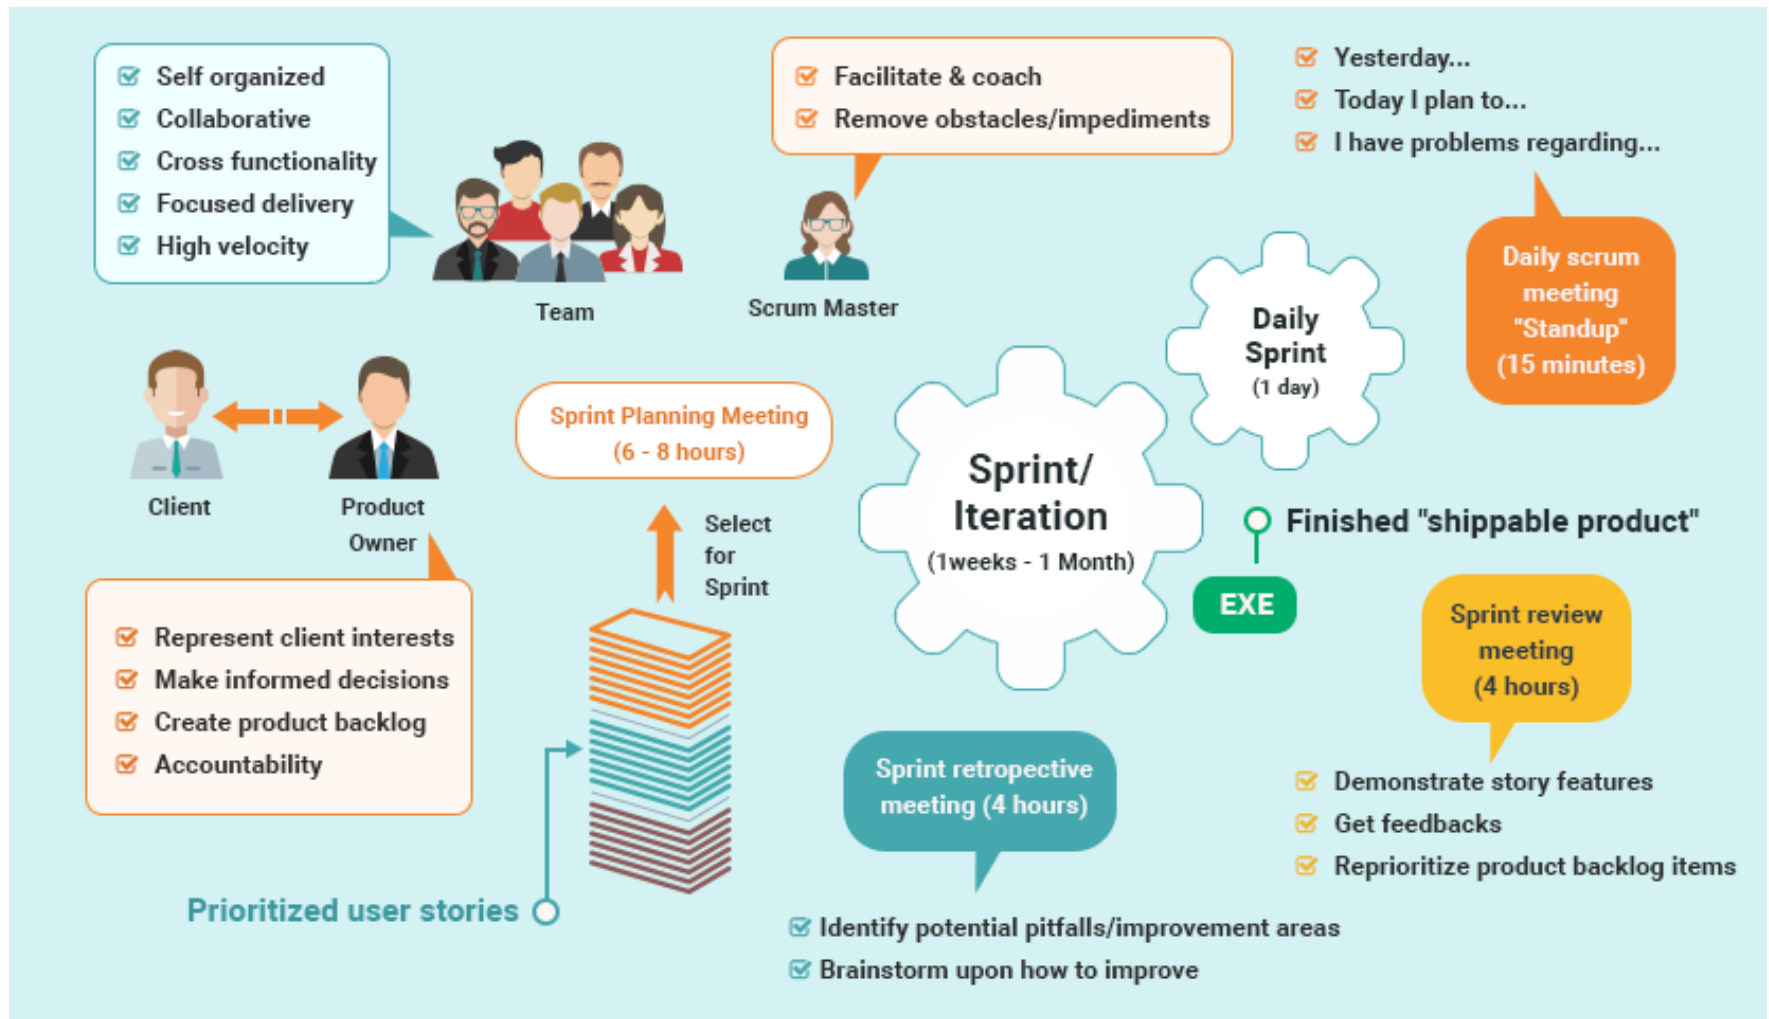 Self organized
Collaborative
Cross functionality
Focused delivery
High velocity
Team
Facilitate & coach
Remove obstacles/impediments
Scrum Master
Yesterday...
Today I plan to...
I have problems regarding...
Daily scrum
meeting
"Standup"
(15 minutes)
Daily
Sprint
(1 day)
Client
Product
Owner
Represent client interests
Make informed decisions
Create product backlog
Accountability
Sprint Planning Meeting
(6 - 8 hours)
Select
for
Sprint
Prioritized user stories
Sprint/
Iteration
(1weeks - 1 Month)
Finished "shippable product"
EXE
Sprint review
meeting
(4 hours)
Demonstrate story features
Get feedbacks
Reprioritize product backlog items
Sprint retropective
meeting (4 hours)
Identify potential pitfalls/improvement areas
Brainstorm upon how to improve